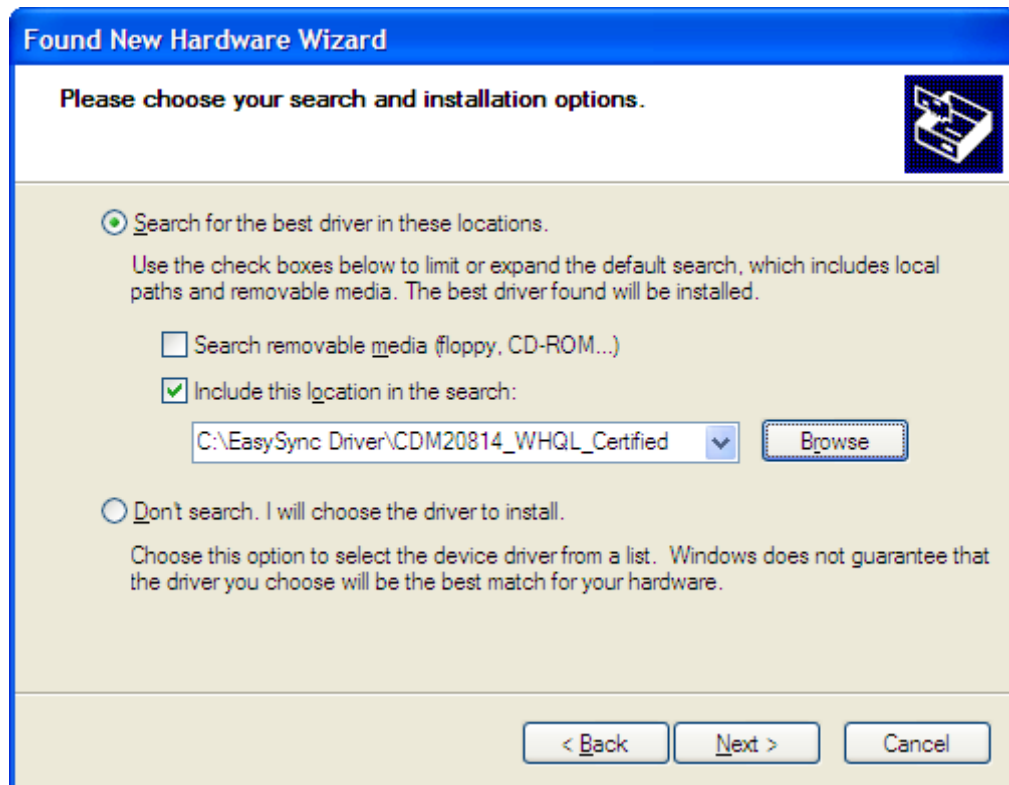 Found New Hardware Wizard
Please choose your search and installation options.
Search for the best driver in these locations.
Use the check boxes below to limit or expand the default search, which includes local
paths and removable media. The best driver found will be installed.
Search removable media (floppy, CD-ROM...)
Include this location in the search:
C:\EasySync Driver\CDM20814_WHQL_Certified
Browse
Don't search. I will choose the driver to install.
Choose this option to select the device driver from a list.  Windows does not guarantee that
the driver you choose will be the best match for your hardware.
< Back
Next >
Cancel